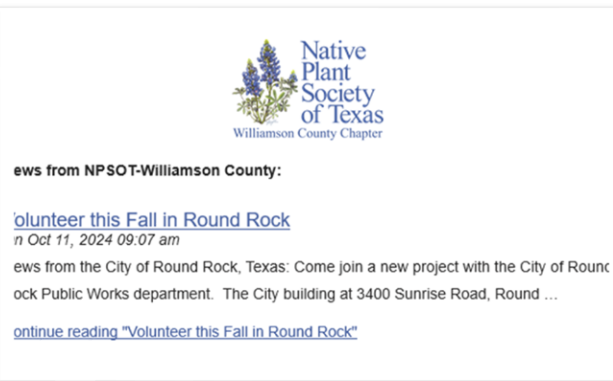 Native
Plant
Society
of Texas
Williamson County Chapter
ews from NPSOT-Williamson County:
olunteer this Fall in Round Rock
n Oct 11, 2024 09:07 am
ews from the City of Round Rock, Texas: Come join a new project with the City of Round
ock Public Works department.  The City building at 3400 Sunrise Road, Round …
ontinue reading "Volunteer this Fall in Round Rock"